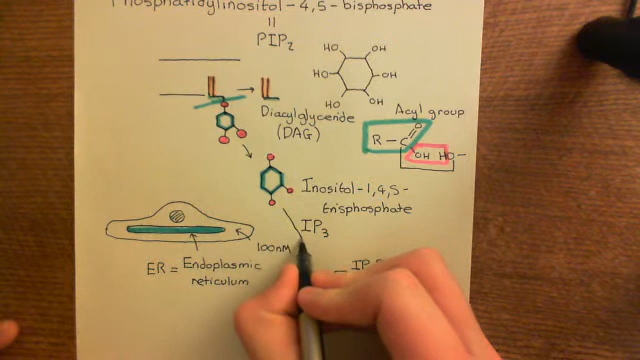 Phosphatidylinositol-4,5-bisphosphate
=
PIP2
HO OH
HO OH
HO OH
Diacylglyceride
(DAG)
Acyl group
O
R - C
OH HO-
Inositol-1,4,5-
trisphosphate
IP3
100nM
ER = Endoplasmic
reticulum